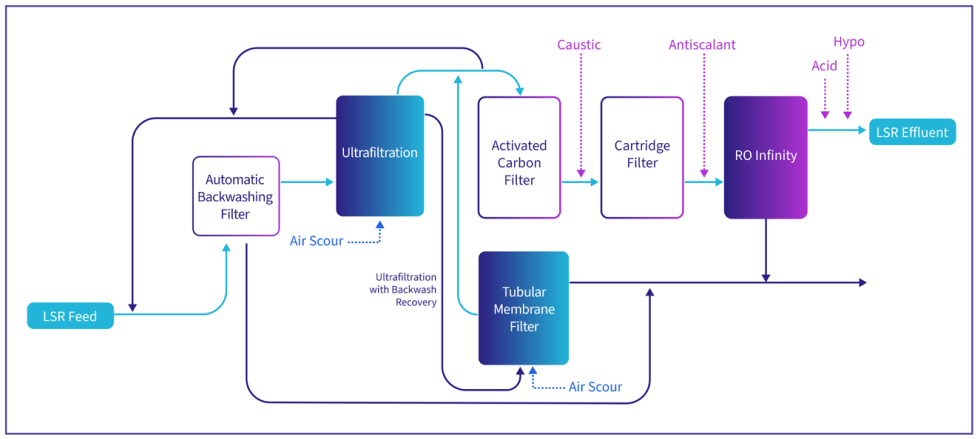 Caustic
Antiscalant
Hypo
Acid
LSR Effluent
Ultrafiltration
Activated
Carbon
Filter
Cartridge
Filter
RO Infinity
Automatic
Backwashing
Filter
Air Scour
Ultrafiltration
with Backwash
Recovery
Tubular
Membrane
Filter
LSR Feed
Air Scour